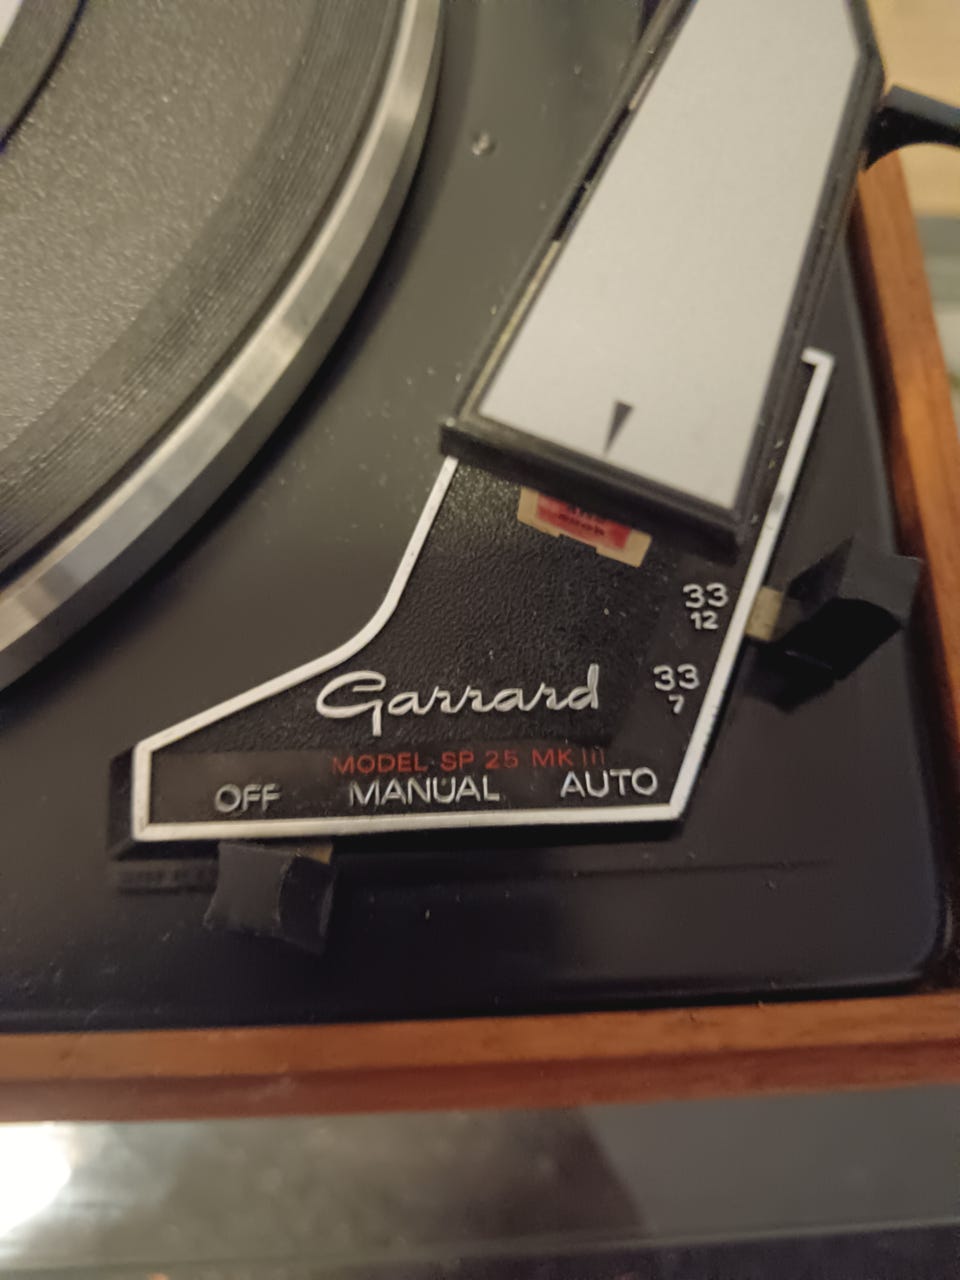 33
12
33
7
Garrard
MODEL SP 25 MK III
OFF MANUAL AUTO